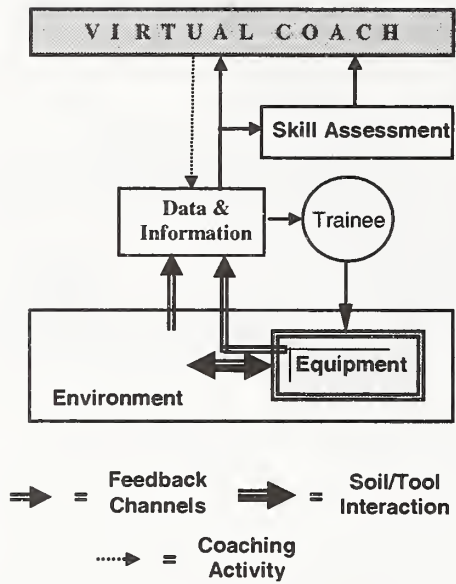 VIRTUAL COACH
Skill Assessment
Data &
Information
Trainee
Equipment
Environment
= Feedback
Channels
= Soil/Tool
Interaction
= Coaching
Activity